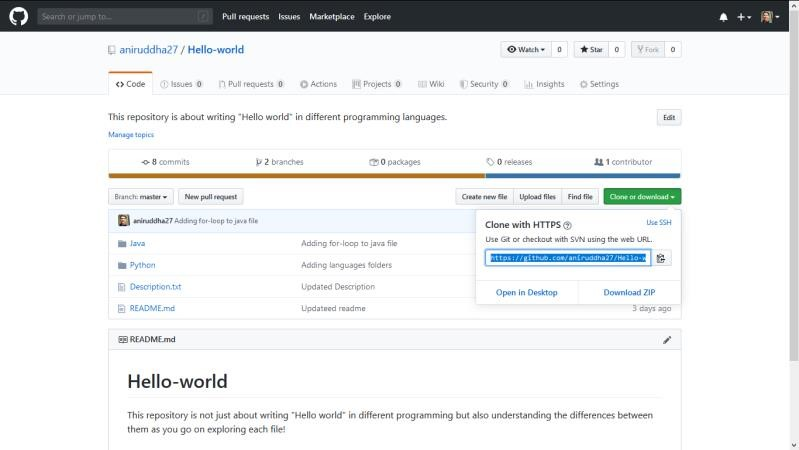 Search or jump to... / Pull requests Issues Marketplace Explore
aniruddha27 / Hello-world Watch 0 Star 0 Fork 0
Code Issues 0 Pull requests 0 Actions Projects 0 Wiki Security 0 Insights Settings
This repository is about writing "Hello world" in different programming languages. Edit
Manage topics
8 commits 2 branches 0 packages 0 releases 1 contributor
Branch: master New pull request Create new file Upload files Find file Clone or download
aniruddha27 Adding for-loop to java file
Clone with HTTPS Use SSH
Use Git or checkout with SVN using the web URL.
https://github.com/aniruddha27/Hello-w
Open in Desktop Download ZIP
Java Adding for-loop to java file
Python Adding languages folders
Description.txt Updated Description
README.md Updateed readme 3 days ago
README.md
Hello-world
This repository is not just about writing "Hello world" in different programming but also understanding the differences between
them as you go on exploring each file!